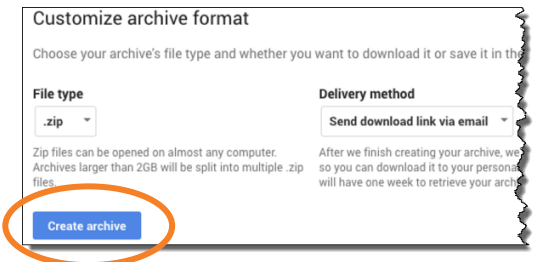 Customize archive format
Choose your archive's file type and whether you want to download it or save it in the
File type
.zip
Zip files can be opened on almost any computer.
Archives larger than 2GB will be split into multiple .zip
files.
Delivery method
Send download link via email
After we finish creating your archive, we
so you can download it to your persona
will have one week to retrieve your arch
Create archive